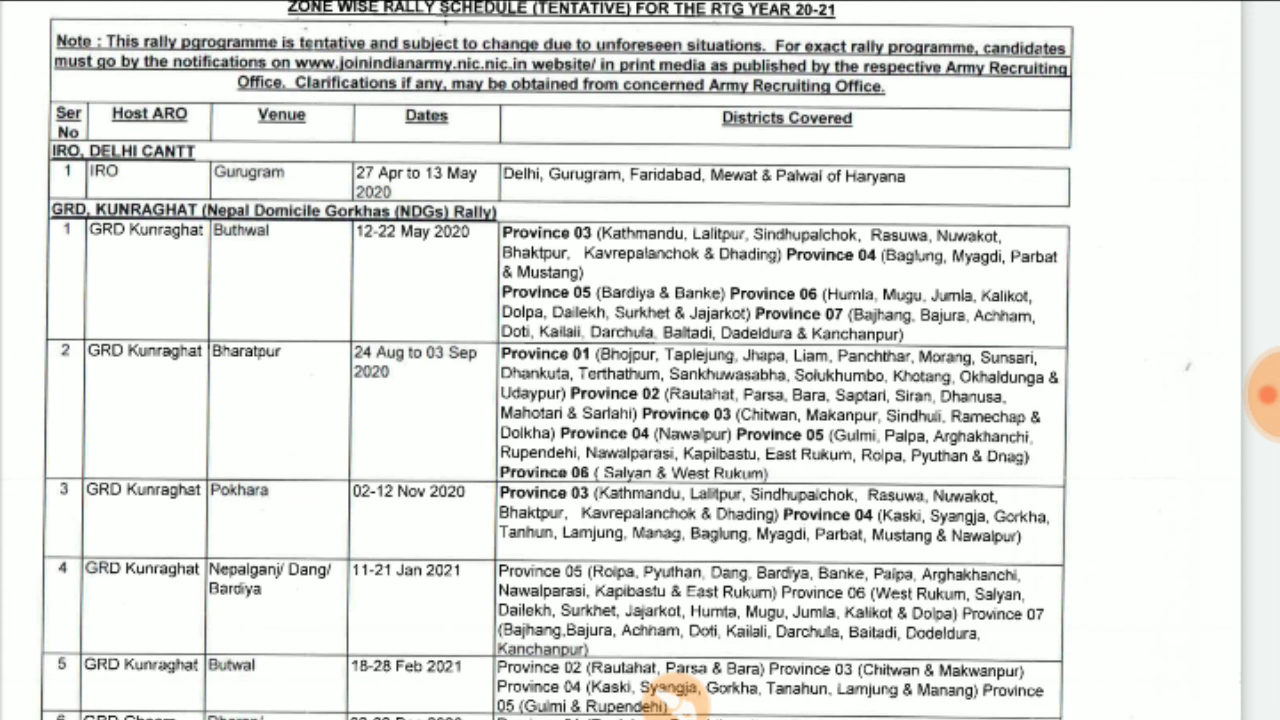 ZONE WISE RALLY SCHEDULE (TENTATIVE) FOR THE RTG YEAR 20-21
Note : This rally pgrogramme is tentative and subject to change due to unforeseen situations. For exact rally programme, candidates
must go by the notifications on www.joinindianarmy.nic.nic.in website/ in print media as published by the respective Army Recruiting
Office. Clarifications if any, may be obtained from concerned Army Recruiting Office.
Ser No Host ARO Venue Dates Districts Covered
IRO, DELHI CANTT
1 IRO Gurugram 27 Apr to 13 May Delhi, Gurugram, Faridabad, Mewat & Palwal of Haryana
2020
GRD, KUNRAGHAT (Nepal Domicile Gorkhas (NDGs) Rally)
1 GRD Kunraghat Buthwal 12-22 May 2020 Province 03 (Kathmandu, Lalitpur, Sindhupalchok, Rasuwa, Nuwakot,
Bhaktpur, Kavrepalanchok & Dhading) Province 04 (Baglung, Myagdi, Parbat
& Mustang)
Province 05 (Bardiya & Banke) Province 06 (Humla, Mugu, Jumla, Kalikot,
Dolpa, Dailekh, Surkhet & Jajarkot) Province 07 (Bajhang, Bajura, Achham,
Doti, Kailali, Darchula, Baitadi, Dadeldura & Kanchanpur)
2 GRD Kunraghat Bharatpur 24 Aug to 03 Sep Province 01 (Bhojpur, Taplejung, Jhapa, Liam, Panchthar, Morang, Sunsari,
2020 Dhankuta, Terthathum, Sankhuwasabha, Solukhumbo, Khotang, Okhaldunga &
Udaypur) Province 02 (Rautahat, Parsa, Bara, Saptari, Siran, Dhanusa,
Mahotari & Sarlahi) Province 03 (Chitwan, Makanpur, Sindhuli, Ramechap &
Dolkha) Province 04 (Nawalpur) Province 05 (Gulmi, Palpa, Arghakhanchi,
Rupendehi, Nawalparasi, Kapilbastu, East Rukum, Rolpa, Pyuthan & Dnag)
Province 06 ( Salyan & West Rukum)
3 GRD Kunraghat Pokhara 02-12 Nov 2020 Province 03 (Kathmandu, Lalitpur, Sindhupalchok, Rasuwa, Nuwakot,
Bhaktpur, Kavrepalanchok & Dhading) Province 04 (Kaski, Syangja, Gorkha,
Tanhun, Lamjung, Manag, Baglung, Myagdi, Parbat, Mustang & Nawalpur)
4 GRD Kunraghat Nepalganj/ Dang/ 11-21 Jan 2021 Province 05 (Rolpa, Pyuthan, Dang, Bardiya, Banke, Palpa, Arghakhanchi,
Bardiya Nawalparasi, Kapibastu & East Rukum) Province 06 (West Rukum, Salyan,
Dailekh, Surkhet, Jajarkot, Humta, Mugu, Jumla, Kalikot & Dolpa) Province 07
(Bajhang,Bajura, Achham, Doti, Kailali, Darchula, Baitadi, Dodeldura,
Kanchanpur)
5 GRD Kunraghat Butwal 18-28 Feb 2021 Province 02 (Rautahat, Parsa & Bara) Province 03 (Chitwan & Makwanpur)
Province 04 (Kaski, Syangja, Gorkha, Tanahun, Lamjung & Manang) Province
05 (Gulmi & Rupendehi)